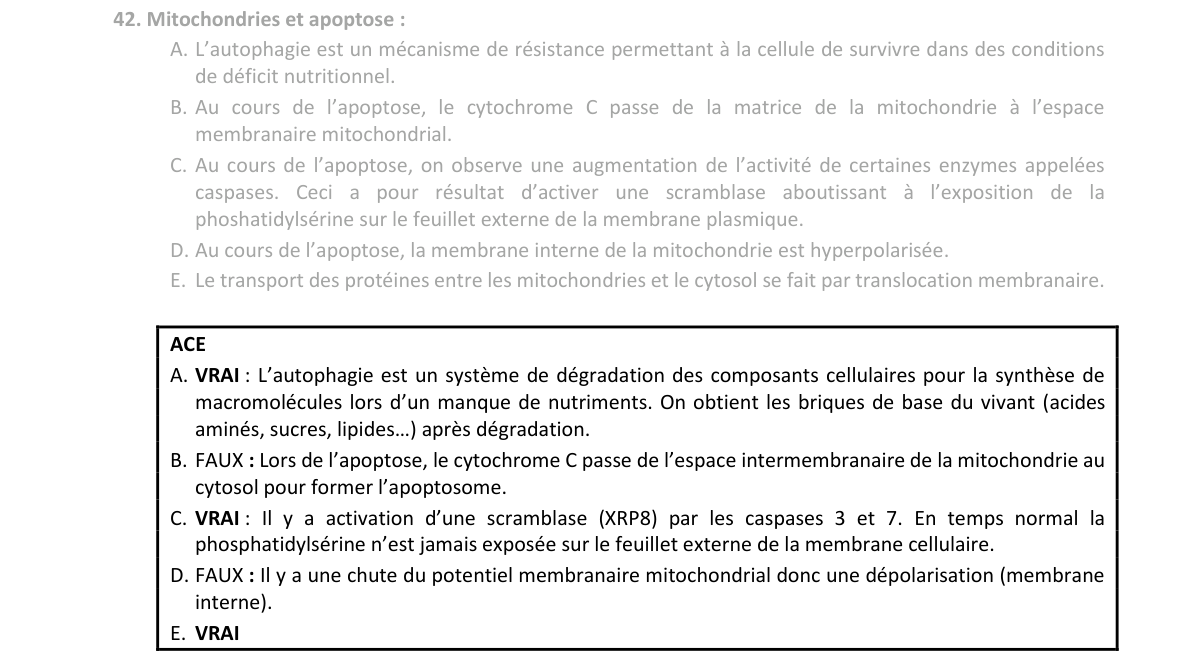 42. Mitochondries et apoptose :
A. L’autophagie est un mécanisme de résistance permettant à la cellule de survivre dans des conditions
de déficit nutritionnel.
B. Au cours de l’apoptose, le cytochrome C passe de la matrice de la mitochondrie à l’espace
membranaire mitochondrial.
C. Au cours de l’apoptose, on observe une augmentation de l’activité de certaines enzymes appelées
caspases. Ceci a pour résultat d’activer une scramblase aboutissant à l’exposition de la
phoshatidylsérine sur le feuillet externe de la membrane plasmique.
D. Au cours de l’apoptose, la membrane interne de la mitochondrie est hyperpolarisée.
E. Le transport des protéines entre les mitochondries et le cytosol se fait par translocation membranaire.
ACE
A. VRAI : L’autophagie est un système de dégradation des composants cellulaires pour la synthèse de
macromolécules lors d’un manque de nutriments. On obtient les briques de base du vivant (acides
aminés, sucres, lipides…) après dégradation.
B. FAUX : Lors de l’apoptose, le cytochrome C passe de l’espace intermembranaire de la mitochondrie au
cytosol pour former l’apoptosome.
C. VRAI : Il y a activation d’une scramblase (XRP8) par les caspases 3 et 7. En temps normal la
phosphatidylsérine n’est jamais exposée sur le feuillet externe de la membrane cellulaire.
D. FAUX : Il y a une chute du potentiel membranaire mitochondrial donc une dépolarisation (membrane
interne).
E. VRAI